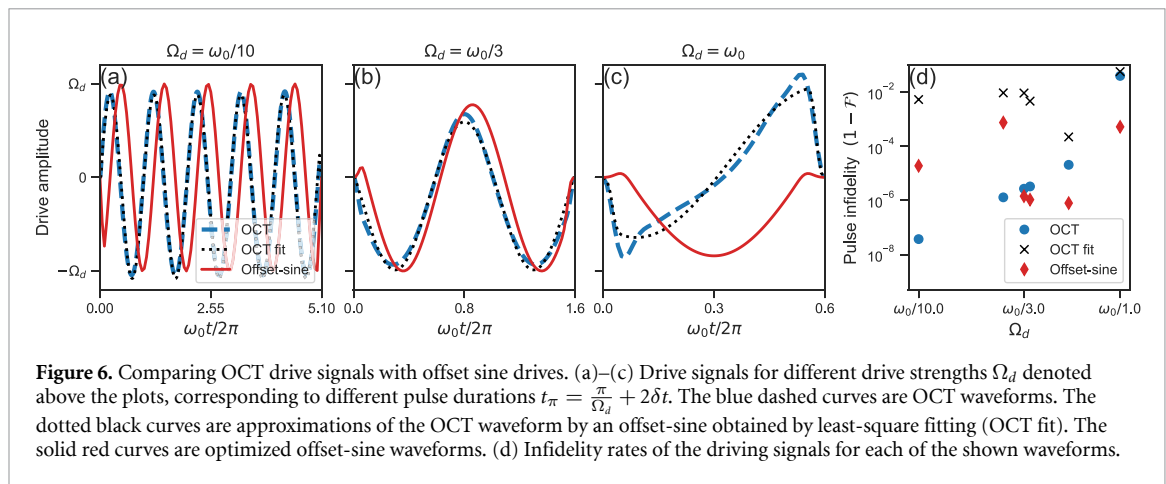 Ω_d = ω_0/10
Ω_d = ω_0/3
Ω_d = ω_0
(a)
(b)
(c)
(d)
Drive amplitude
Ω_d
0
−Ω_d
OCT
OCT fit
Offset-sine
0.00 2.55 5.10
ω_0t/2π
0.0 0.8 1.6
ω_0t/2π
0.0 0.3 0.6
ω_0t/2π
Pulse infidelity (1 − ℱ)
10^−2
10^−4
10^−6
10^−8
OCT
OCT fit
Offset-sine
ω_0/10.0 ω_0/3.0 ω_0/1.0
Ω_d
Figure 6. Comparing OCT drive signals with offset sine drives. (a)–(c) Drive signals for different drive strengths Ω_d denoted
above the plots, corresponding to different pulse durations t_π = π/Ω_d + 2δt. The blue dashed curves are OCT waveforms. The
dotted black curves are approximations of the OCT waveform by an offset-sine obtained by least-square fitting (OCT fit). The
solid red curves are optimized offset-sine waveforms. (d) Infidelity rates of the driving signals for each of the shown waveforms.